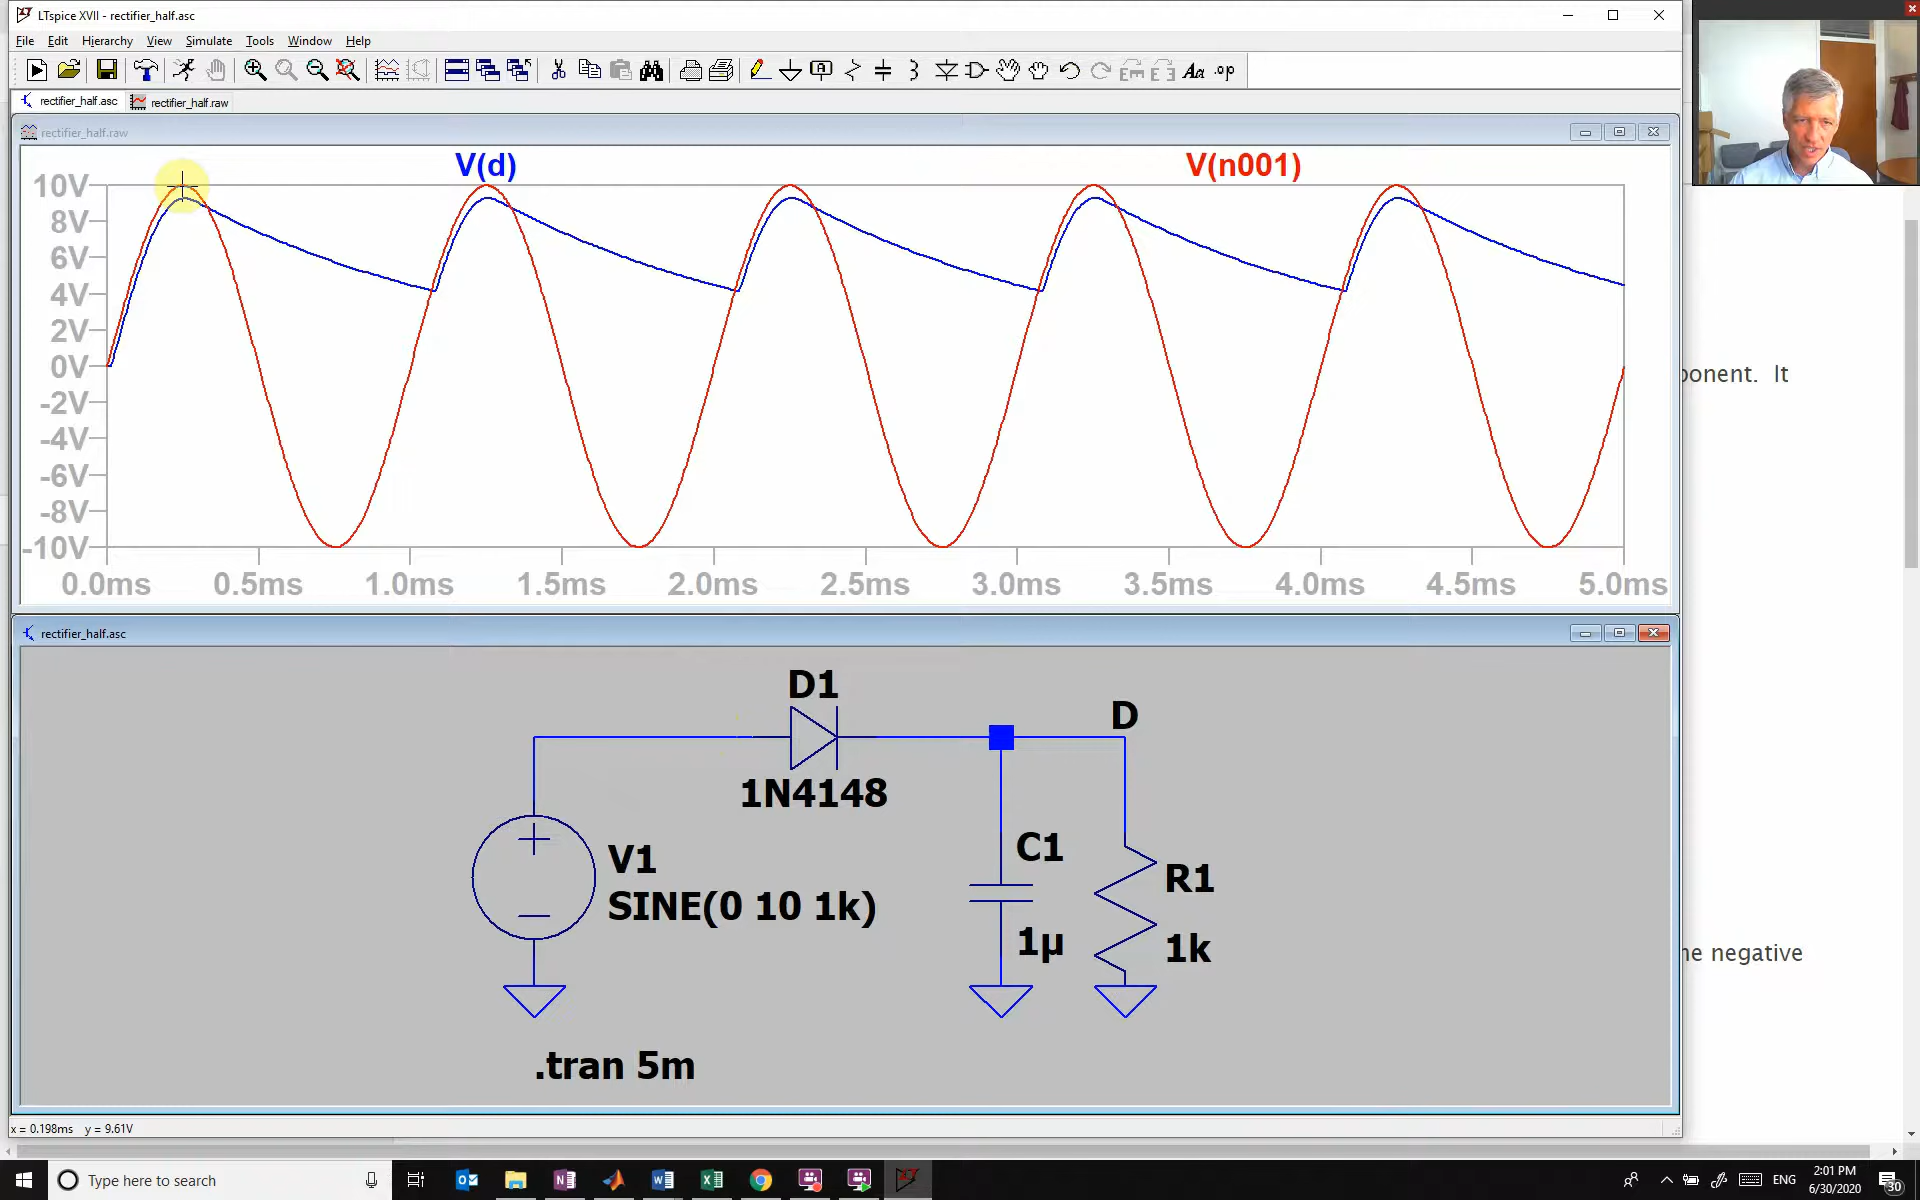 LTspice XVII - rectifier_half.asc
File Edit Hierarchy View Simulate Tools Window Help
rectifier_half.asc rectifier_half.raw
rectifier_half.raw
V(d) V(n001)
10V
8V
6V
4V
2V
0V
-2V
-4V
-6V
-8V
-10V
0.0ms 0.5ms 1.0ms 1.5ms 2.0ms 2.5ms 3.0ms 3.5ms 4.0ms 4.5ms 5.0ms
ponent. It
rectifier_half.asc
D1
D
1N4148
C1
V1
R1
SINE(0 10 1k)
1µ
1k
he negative
.tran 5m
x = 0.198ms y = 9.61V
Type here to search
ENG
2:01 PM
6/30/2020
30